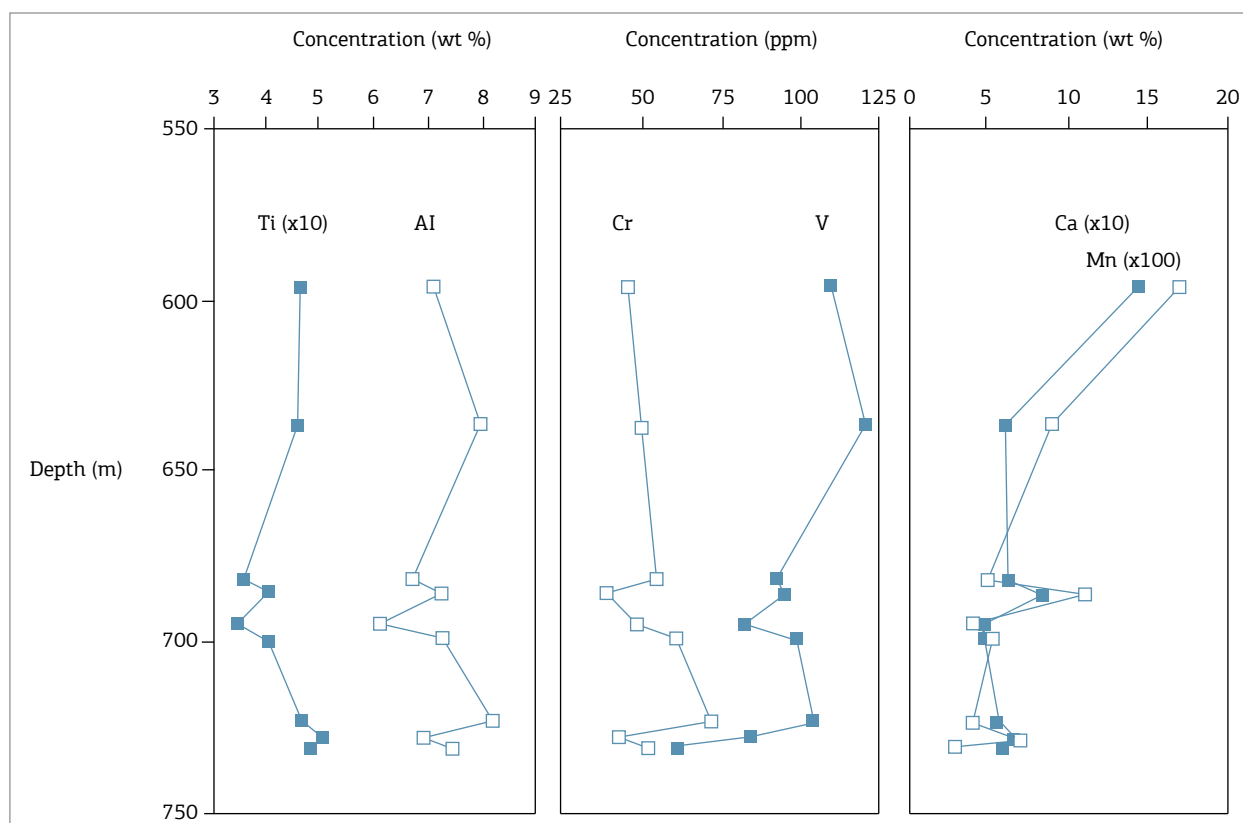 Concentration (wt %) Concentration (ppm) Concentration (wt %)
3 4 5 6 7 8 9 25 50 75 100 125 0 5 10 15 20
550
Ti (x10) AI Cr V Ca (x10)
Mn (x100)
600
Depth (m) 650
700
750